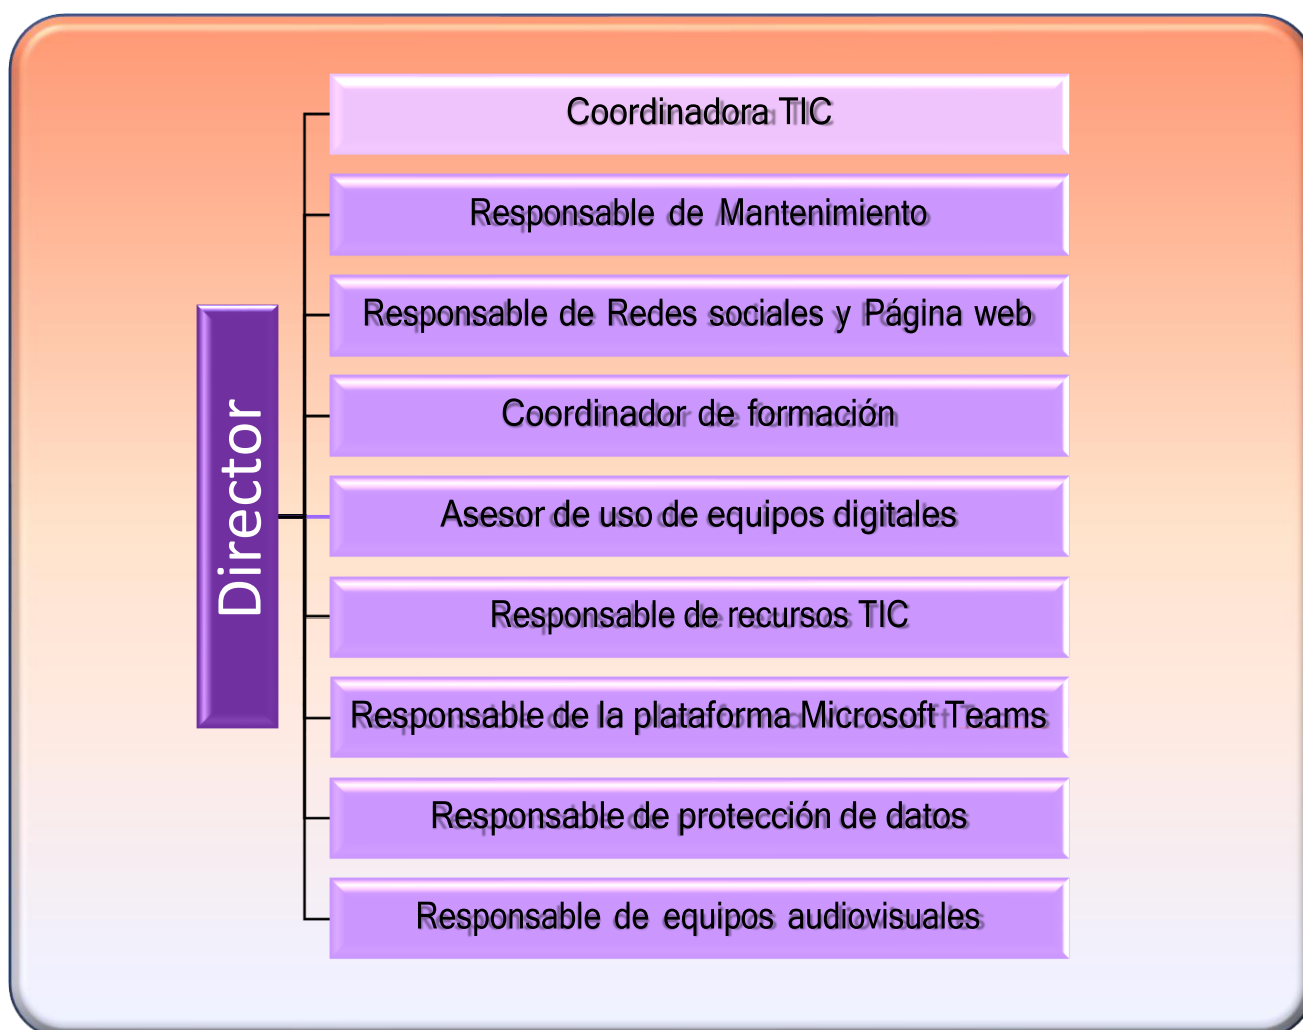 Director
Coordinadora TIC
Responsable de Mantenimiento
Responsable de Redes sociales y Página web
Coordinador de formación
Asesor de uso de equipos digitales
Responsable de recursos TIC
Responsable de la plataforma Microsoft Teams
Responsable de protección de datos
Responsable de equipos audiovisuales